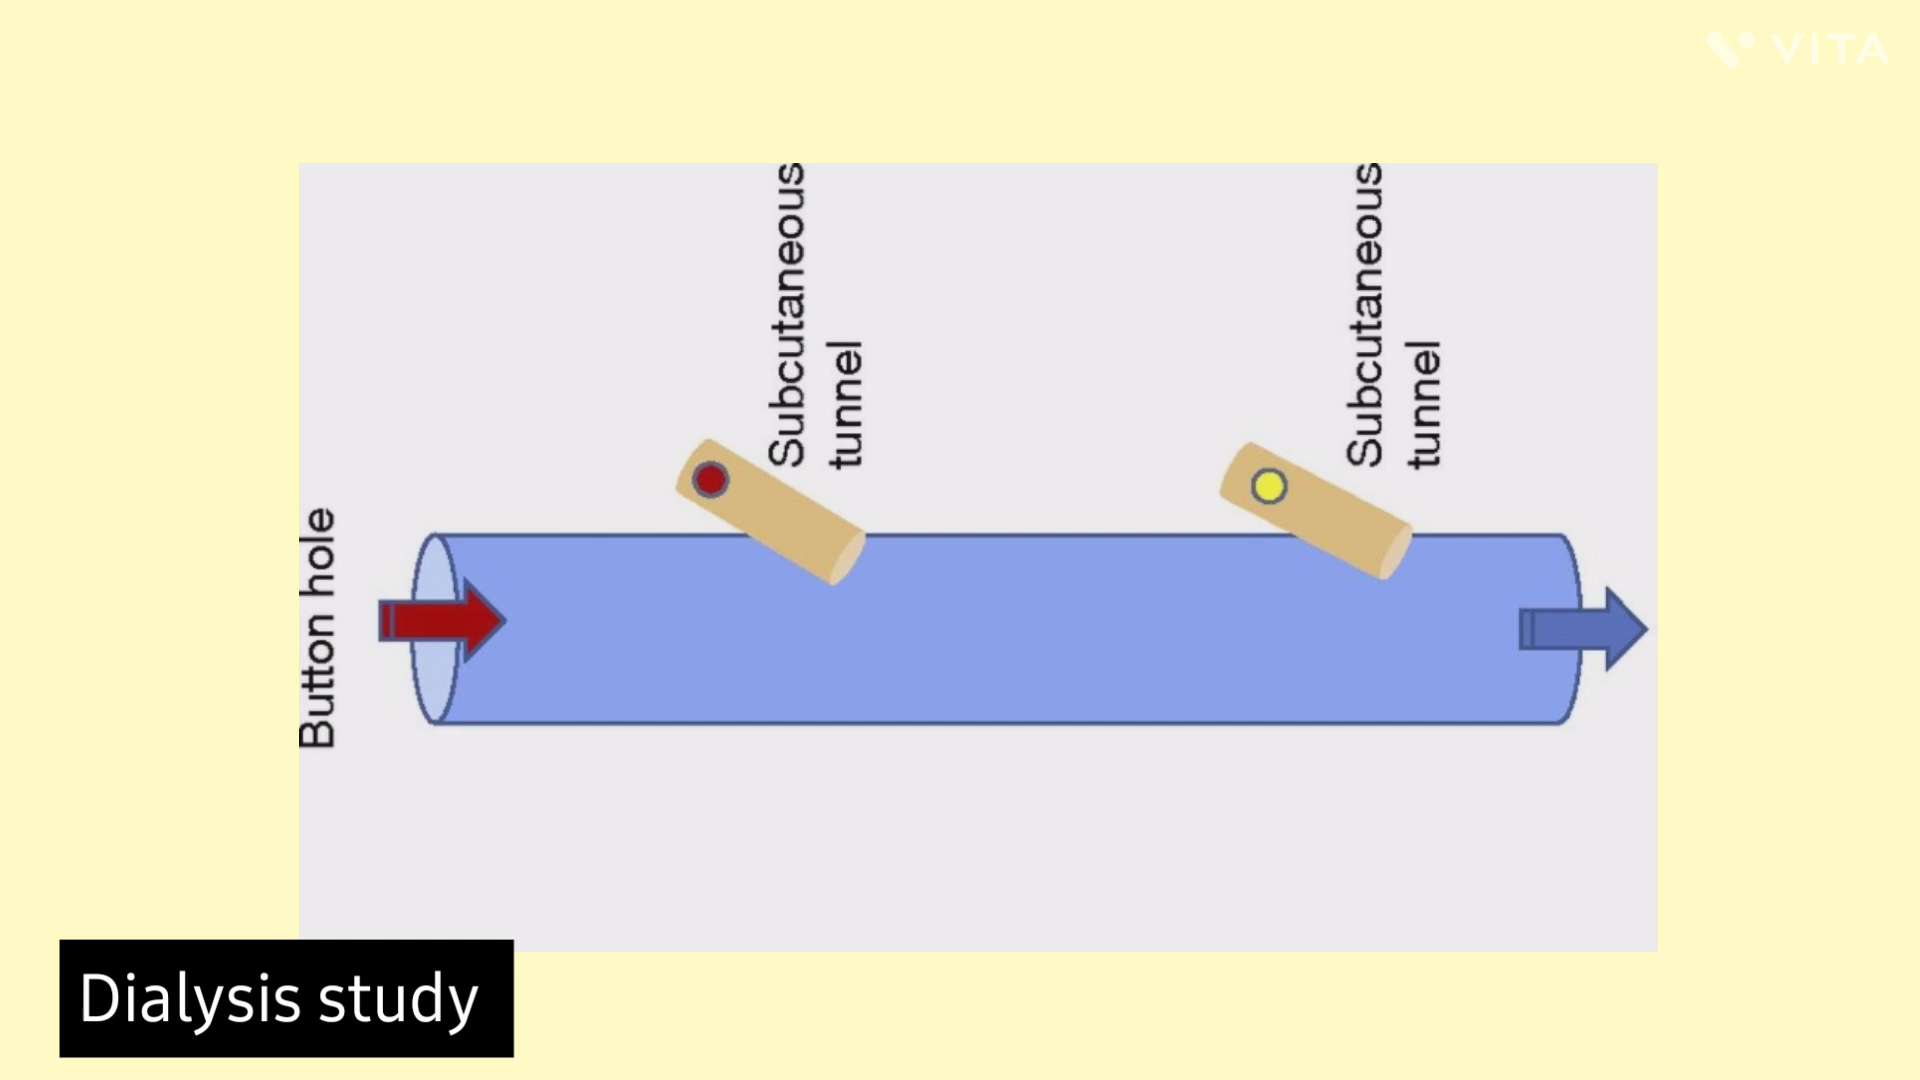 VITA
Subcutaneous
tunnel
Subcutaneous
tunnel
Button hole
Dialysis study